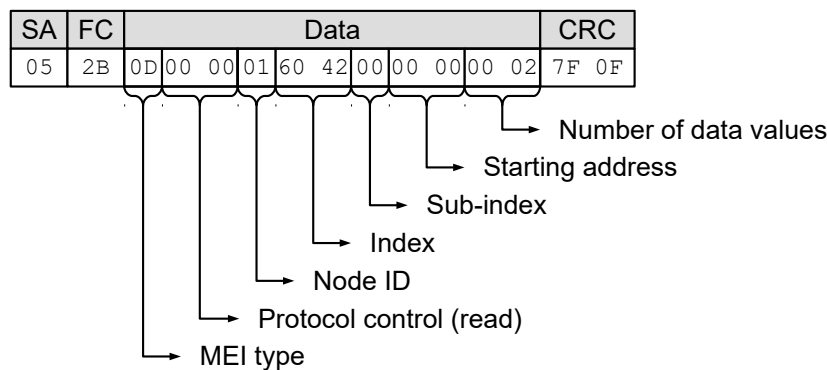 SA FC Data CRC
05 2B 0D 00 00 01 60 42 00 00 00 00 02 7F 0F
Number of data values
Starting address
Sub-index
Index
Node ID
Protocol control (read)
MEI type